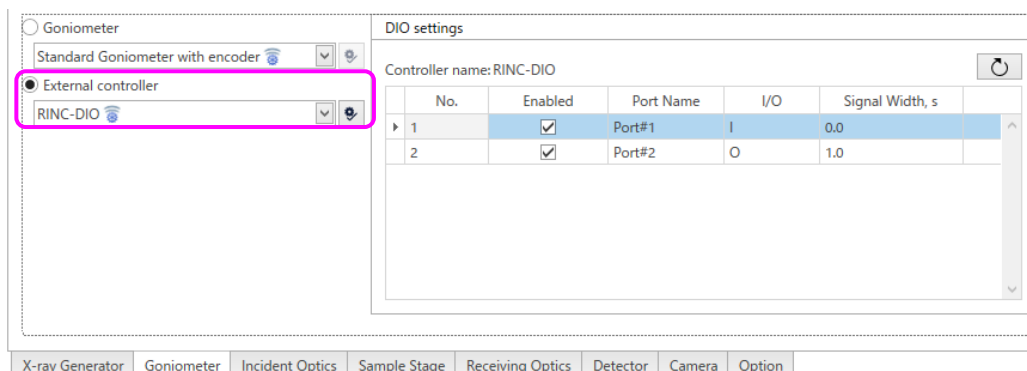 Goniometer
Standard Goniometer with encoder
External controller
RINC-DIO
DIO settings
Controller name: RINC-DIO
No. Enabled Port Name I/O Signal Width, s
1 Port#1 I 0.0
2 Port#2 O 1.0
X-ray Generator Goniometer Incident Optics Sample Stage Receiving Optics Detector Camera Option